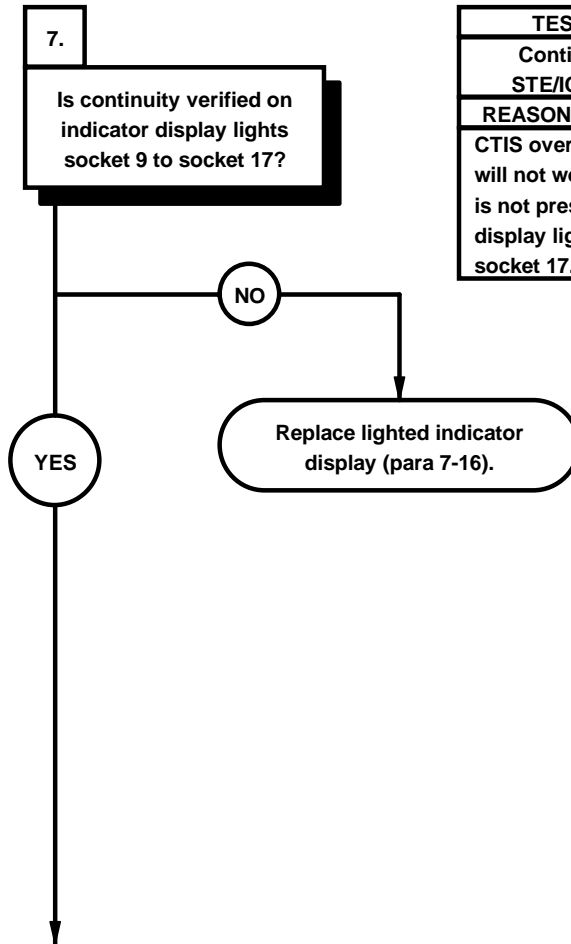 7.
Is continuity verified on
indicator display lights
socket 9 to socket 17?
NO
Replace lighted indicator
display (para 7-16).
YES
TES
Conti
STE/IC
REASON
CTIS over
will not w
is not pres
display lig
socket 17.